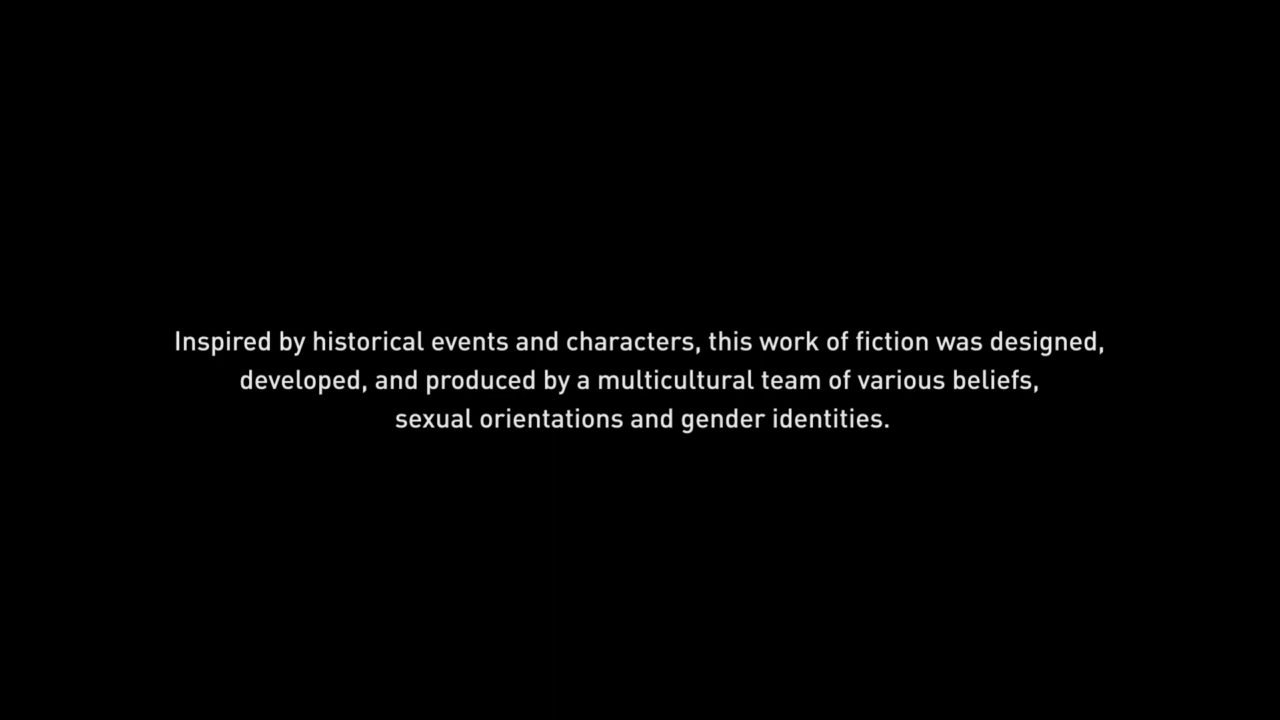 Inspired by historical events and characters, this work of fiction was designed,
developed, and produced by a multicultural team of various beliefs,
sexual orientations and gender identities.